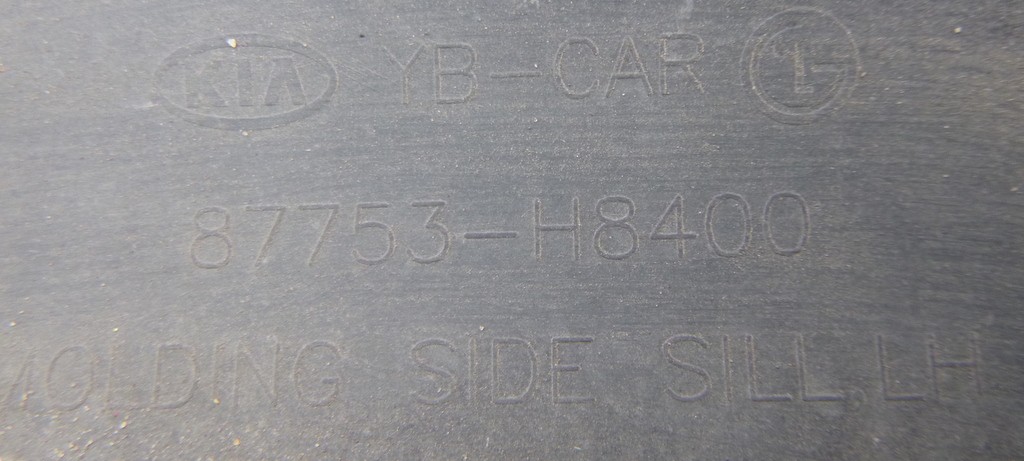 KIA YB-CAR
87753-H8400
MOLDING SIDE SILL,LH